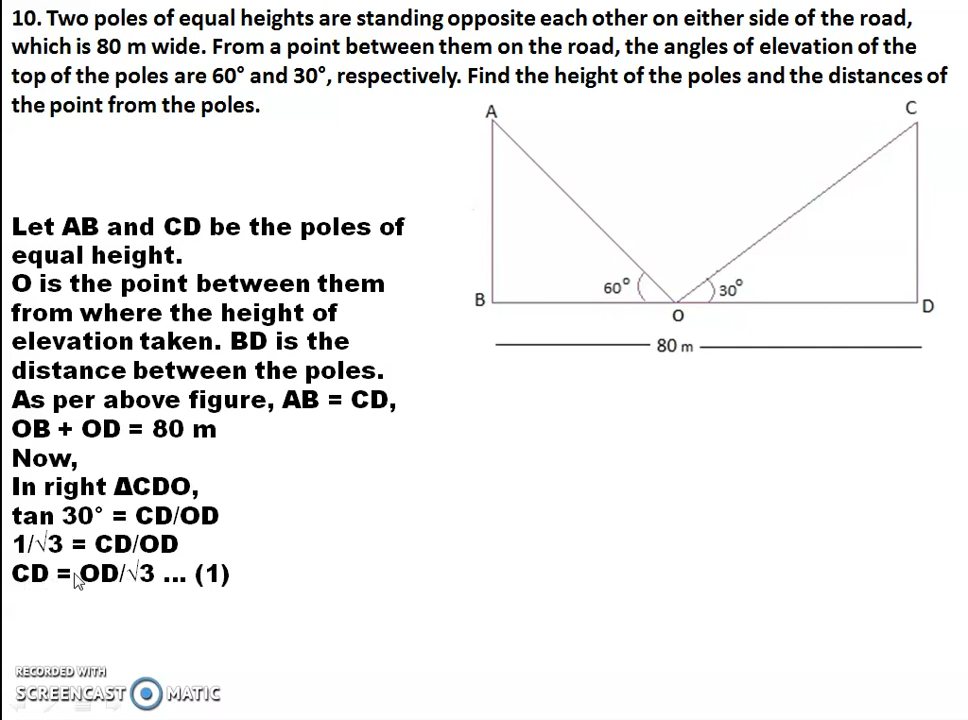 10. Two poles of equal heights are standing opposite each other on either side of the road,
which is 80 m wide. From a point between them on the road, the angles of elevation of the
top of the poles are 60° and 30°, respectively. Find the height of the poles and the distances of
the point from the poles.
A
C
Let AB and CD be the poles of
equal height.
O is the point between them
from where the height of
elevation taken. BD is the
distance between the poles.
As per above figure, AB = CD,
OB + OD = 80 m
Now,
In right ΔCDO,
tan 30° = CD/OD
1/√3 = CD/OD
CD = OD/√3 ... (1)
60°
30°
B
O
D
80 m
RECORDED WITH
SCREENCAST MATIC